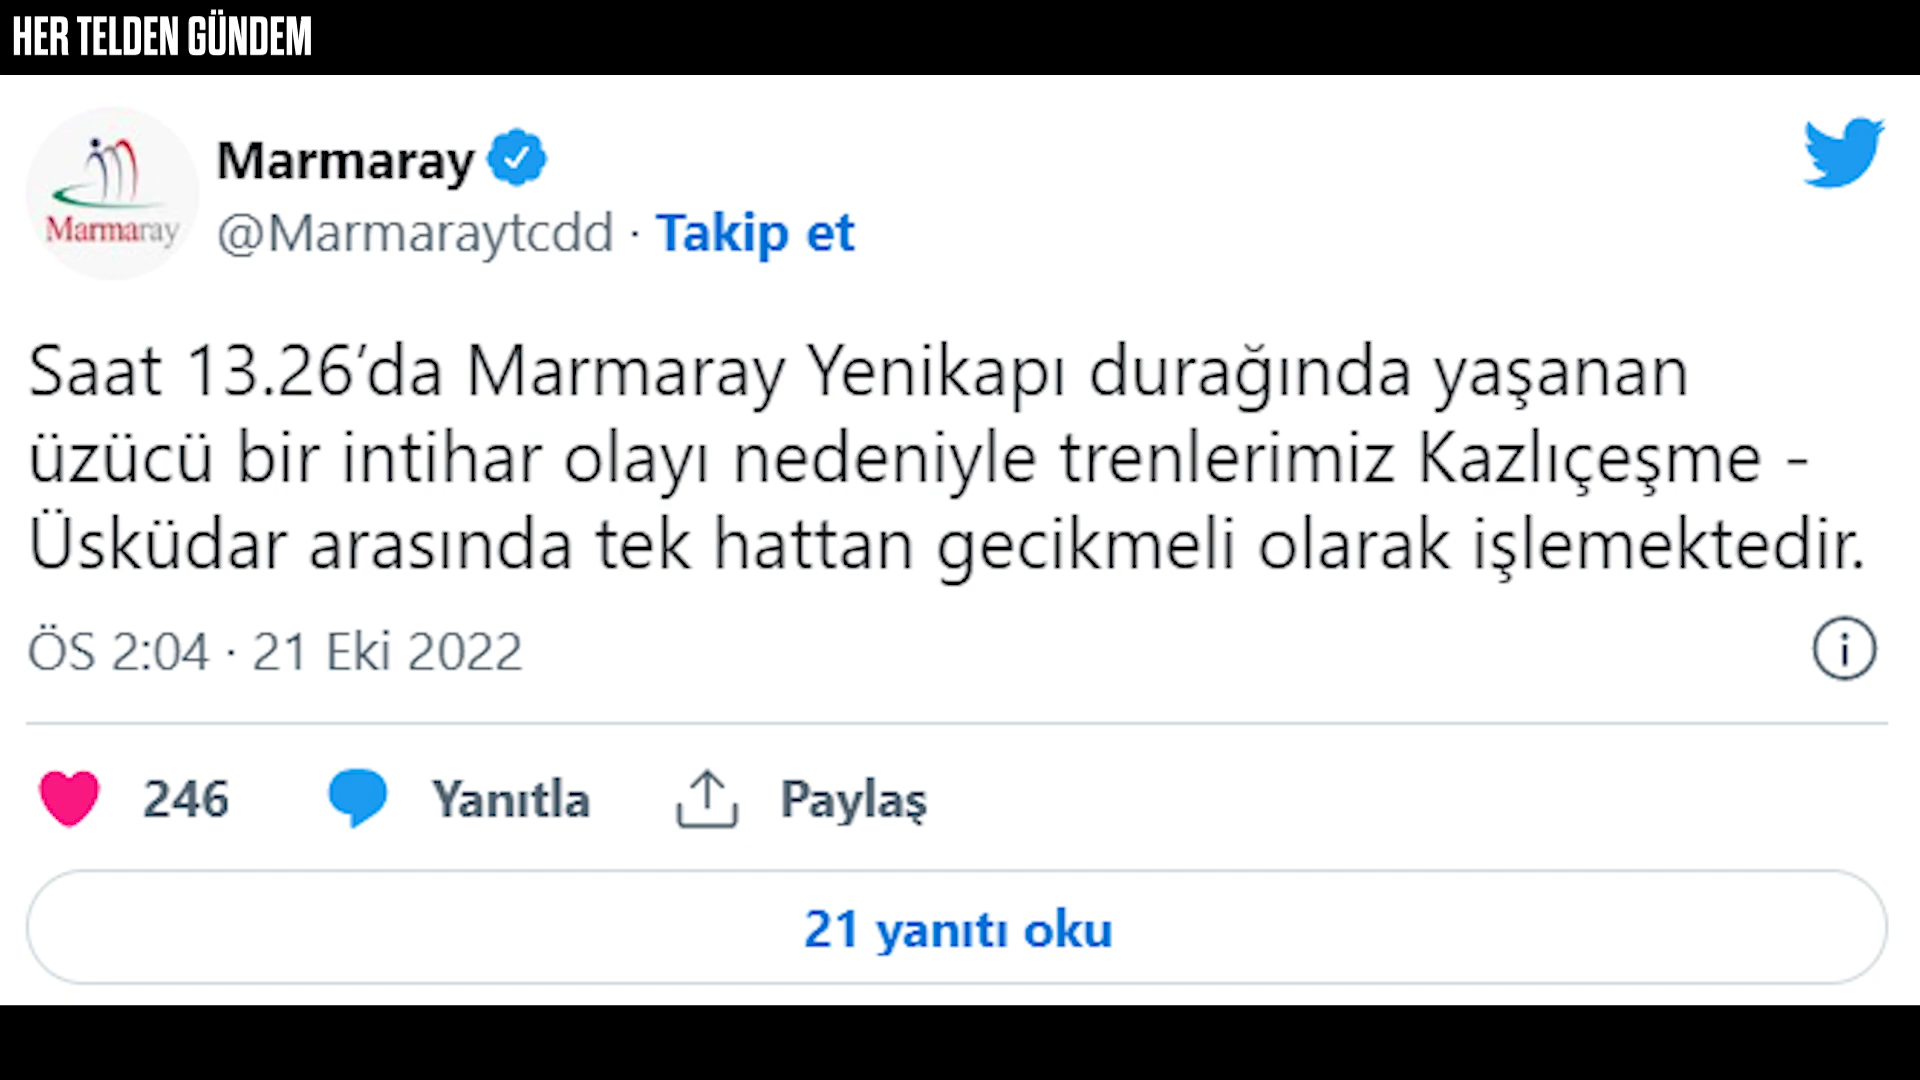 HER TELDEN GÜNDEM
Marmaray
Marmaray
@Marmaraytcdd · Takip et
Saat 13.26’da Marmaray Yenikapı durağında yaşanan
üzücü bir intihar olayı nedeniyle trenlerimiz Kazlıçeşme -
Üsküdar arasında tek hattan gecikmeli olarak işlemektedir.
ÖS 2:04 · 21 Eki 2022
246 Yanıtla Paylaş
21 yanıtı oku